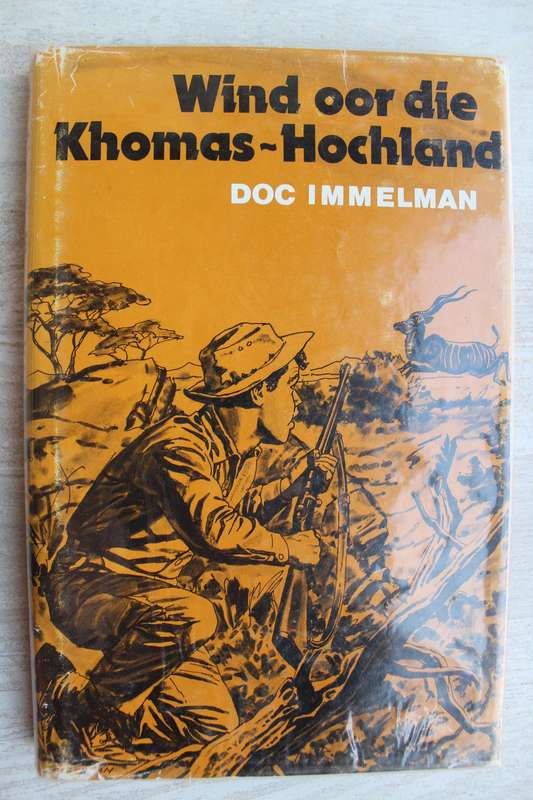 Wind oor die
Khomas~Hochland
DOC IMMELMAN